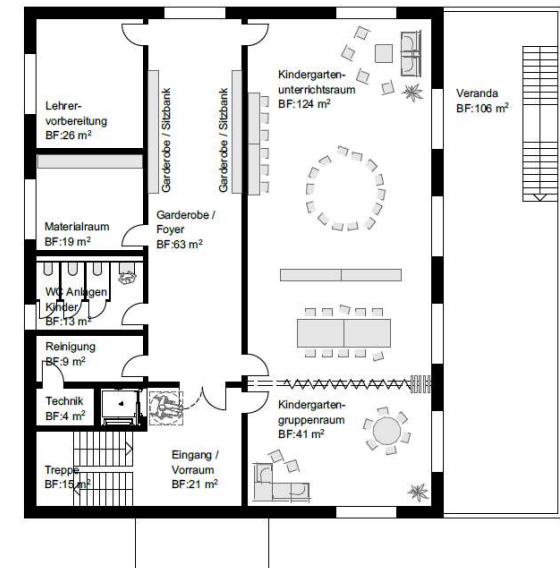 Lehrer-
vorbereitung
BF:26 m²
Garderobe / Sitzbank
Garderobe / Sitzbank
Kindergarten-
unterrichtsraum
BF:124 m²
Veranda
BF:106 m²
Materialraum
BF:19 m²
Garderobe /
Foyer
BF:63 m²
WC Anlagen
Kinder
BF:13 m²
Reinigung
BF:9 m²
Technik
BF:4 m²
Kindergarten-
gruppenraum
BF:41 m²
Treppe
BF:15 m²
Eingang /
Vorraum
BF:21 m²